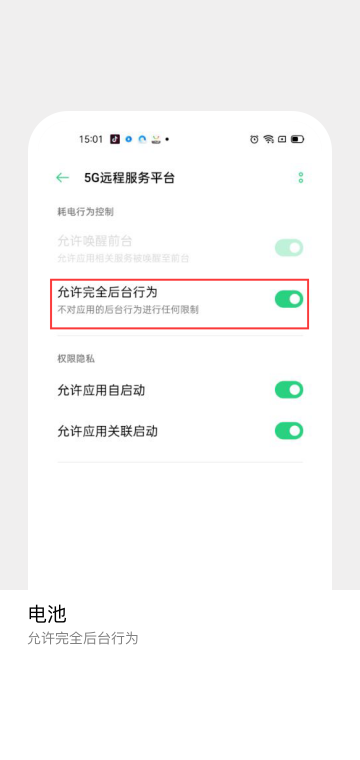 15:01
5G远程服务平台
耗电行为控制
允许唤醒前台
允许应用相关服务被唤醒至前台
允许完全后台行为
不对应用的后台行为进行任何限制
权限隐私
允许应用自启动
允许应用关联启动
电池
允许完全后台行为